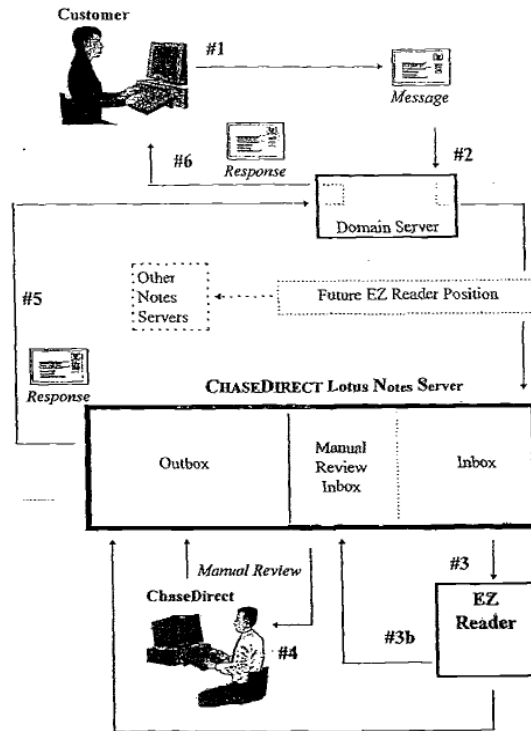 Customer
#1
Message
#2
#6
Response
Domain Server
#5
Other
Notes
Servers
Future EZ Reader Position
Response
CHASEDIRECT Lotus Notes Server
Outbox
Manual
Review
Inbox
Inbox
Manual Review
#3
ChaseDirect
#4
#3b
EZ
Reader